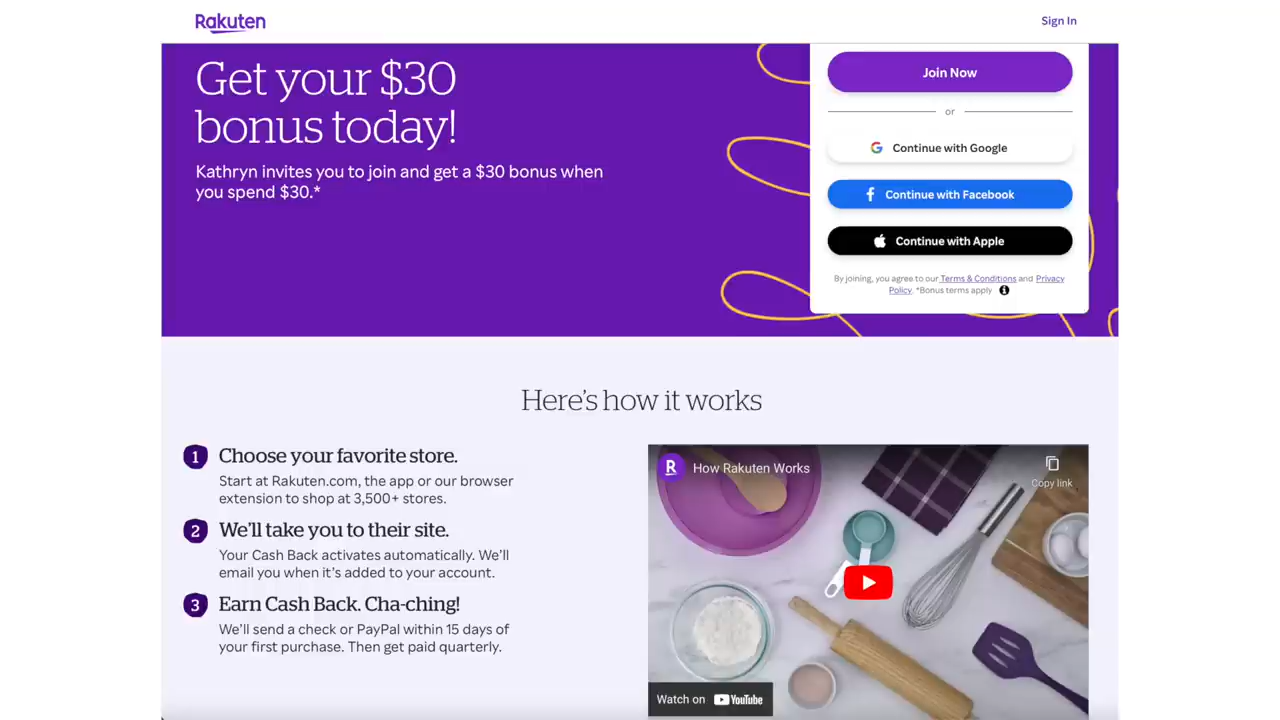 Rakuten
Sign In
Get your $30
bonus today!
Kathryn invites you to join and get a $30 bonus when
you spend $30.*
Join Now
or
Continue with Google
Continue with Facebook
Continue with Apple
By joining, you agree to our Terms & Conditions and Privacy
Policy. *Bonus terms apply
Here's how it works
1 Choose your favorite store.
Start at Rakuten.com, the app or our browser
extension to shop at 3,500+ stores.
2 We'll take you to their site.
Your Cash Back activates automatically. We'll
email you when it's added to your account.
3 Earn Cash Back. Cha-ching!
We'll send a check or PayPal within 15 days of
your first purchase. Then get paid quarterly.
R How Rakuten Works
Copy link
Watch on YouTube